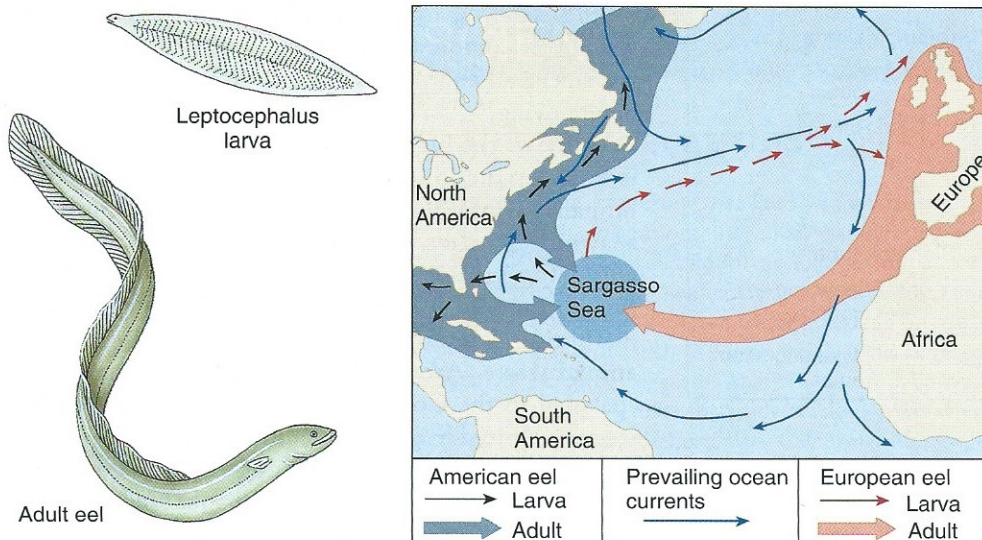 Leptocephalus
larva
Adult eel
North
America
Europe
Sargasso
Sea
Africa
South
America
American eel
Larva
Adult
Prevailing ocean
currents
European eel
Larva
Adult